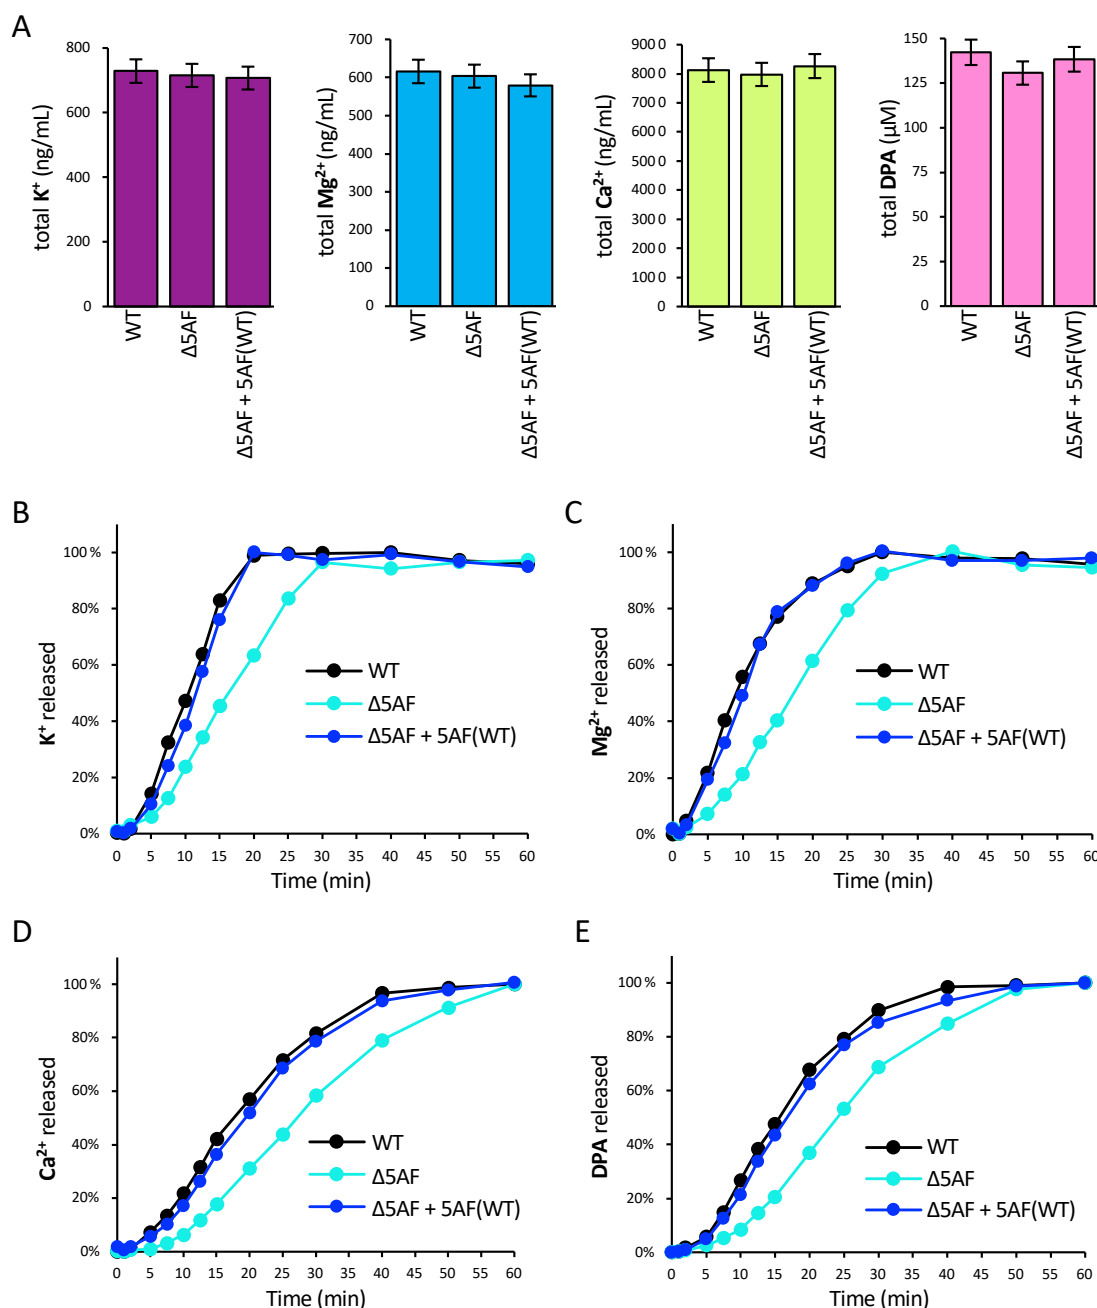 A
total K⁺ (ng/mL)
800
600
400
200
0
WT
Δ5AF
Δ5AF + 5AF(WT)
total Mg²⁺ (ng/mL)
700
600
500
400
300
200
100
0
WT
Δ5AF
Δ5AF + 5AF(WT)
total Ca²⁺ (ng/mL)
9000
8000
7000
6000
5000
4000
3000
2000
1000
0
WT
Δ5AF
Δ5AF + 5AF(WT)
total DPA (μM)
150
125
100
75
50
25
0
WT
Δ5AF
Δ5AF + 5AF(WT)
B
K⁺ released
100%
80%
60%
40%
20%
0%
WT
Δ5AF
Δ5AF + 5AF(WT)
0 5 10 15 20 25 30 35 40 45 50 55 60
Time (min)
C
Mg²⁺ released
100%
80%
60%
40%
20%
0%
WT
Δ5AF
Δ5AF + 5AF(WT)
0 5 10 15 20 25 30 35 40 45 50 55 60
Time (min)
D
Ca²⁺ released
100%
80%
60%
40%
20%
0%
WT
Δ5AF
Δ5AF + 5AF(WT)
0 5 10 15 20 25 30 35 40 45 50 55 60
Time (min)
E
DPA released
100%
80%
60%
40%
20%
0%
WT
Δ5AF
Δ5AF + 5AF(WT)
0 5 10 15 20 25 30 35 40 45 50 55 60
Time (min)